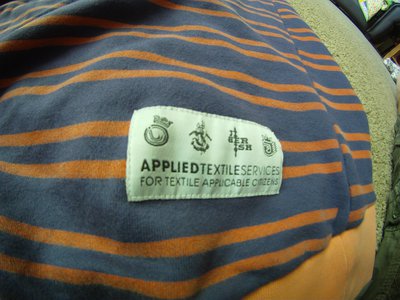 APPLIEDTEXTILESERVICES
FOR TEXTILE APPLICABLE CITIZENS